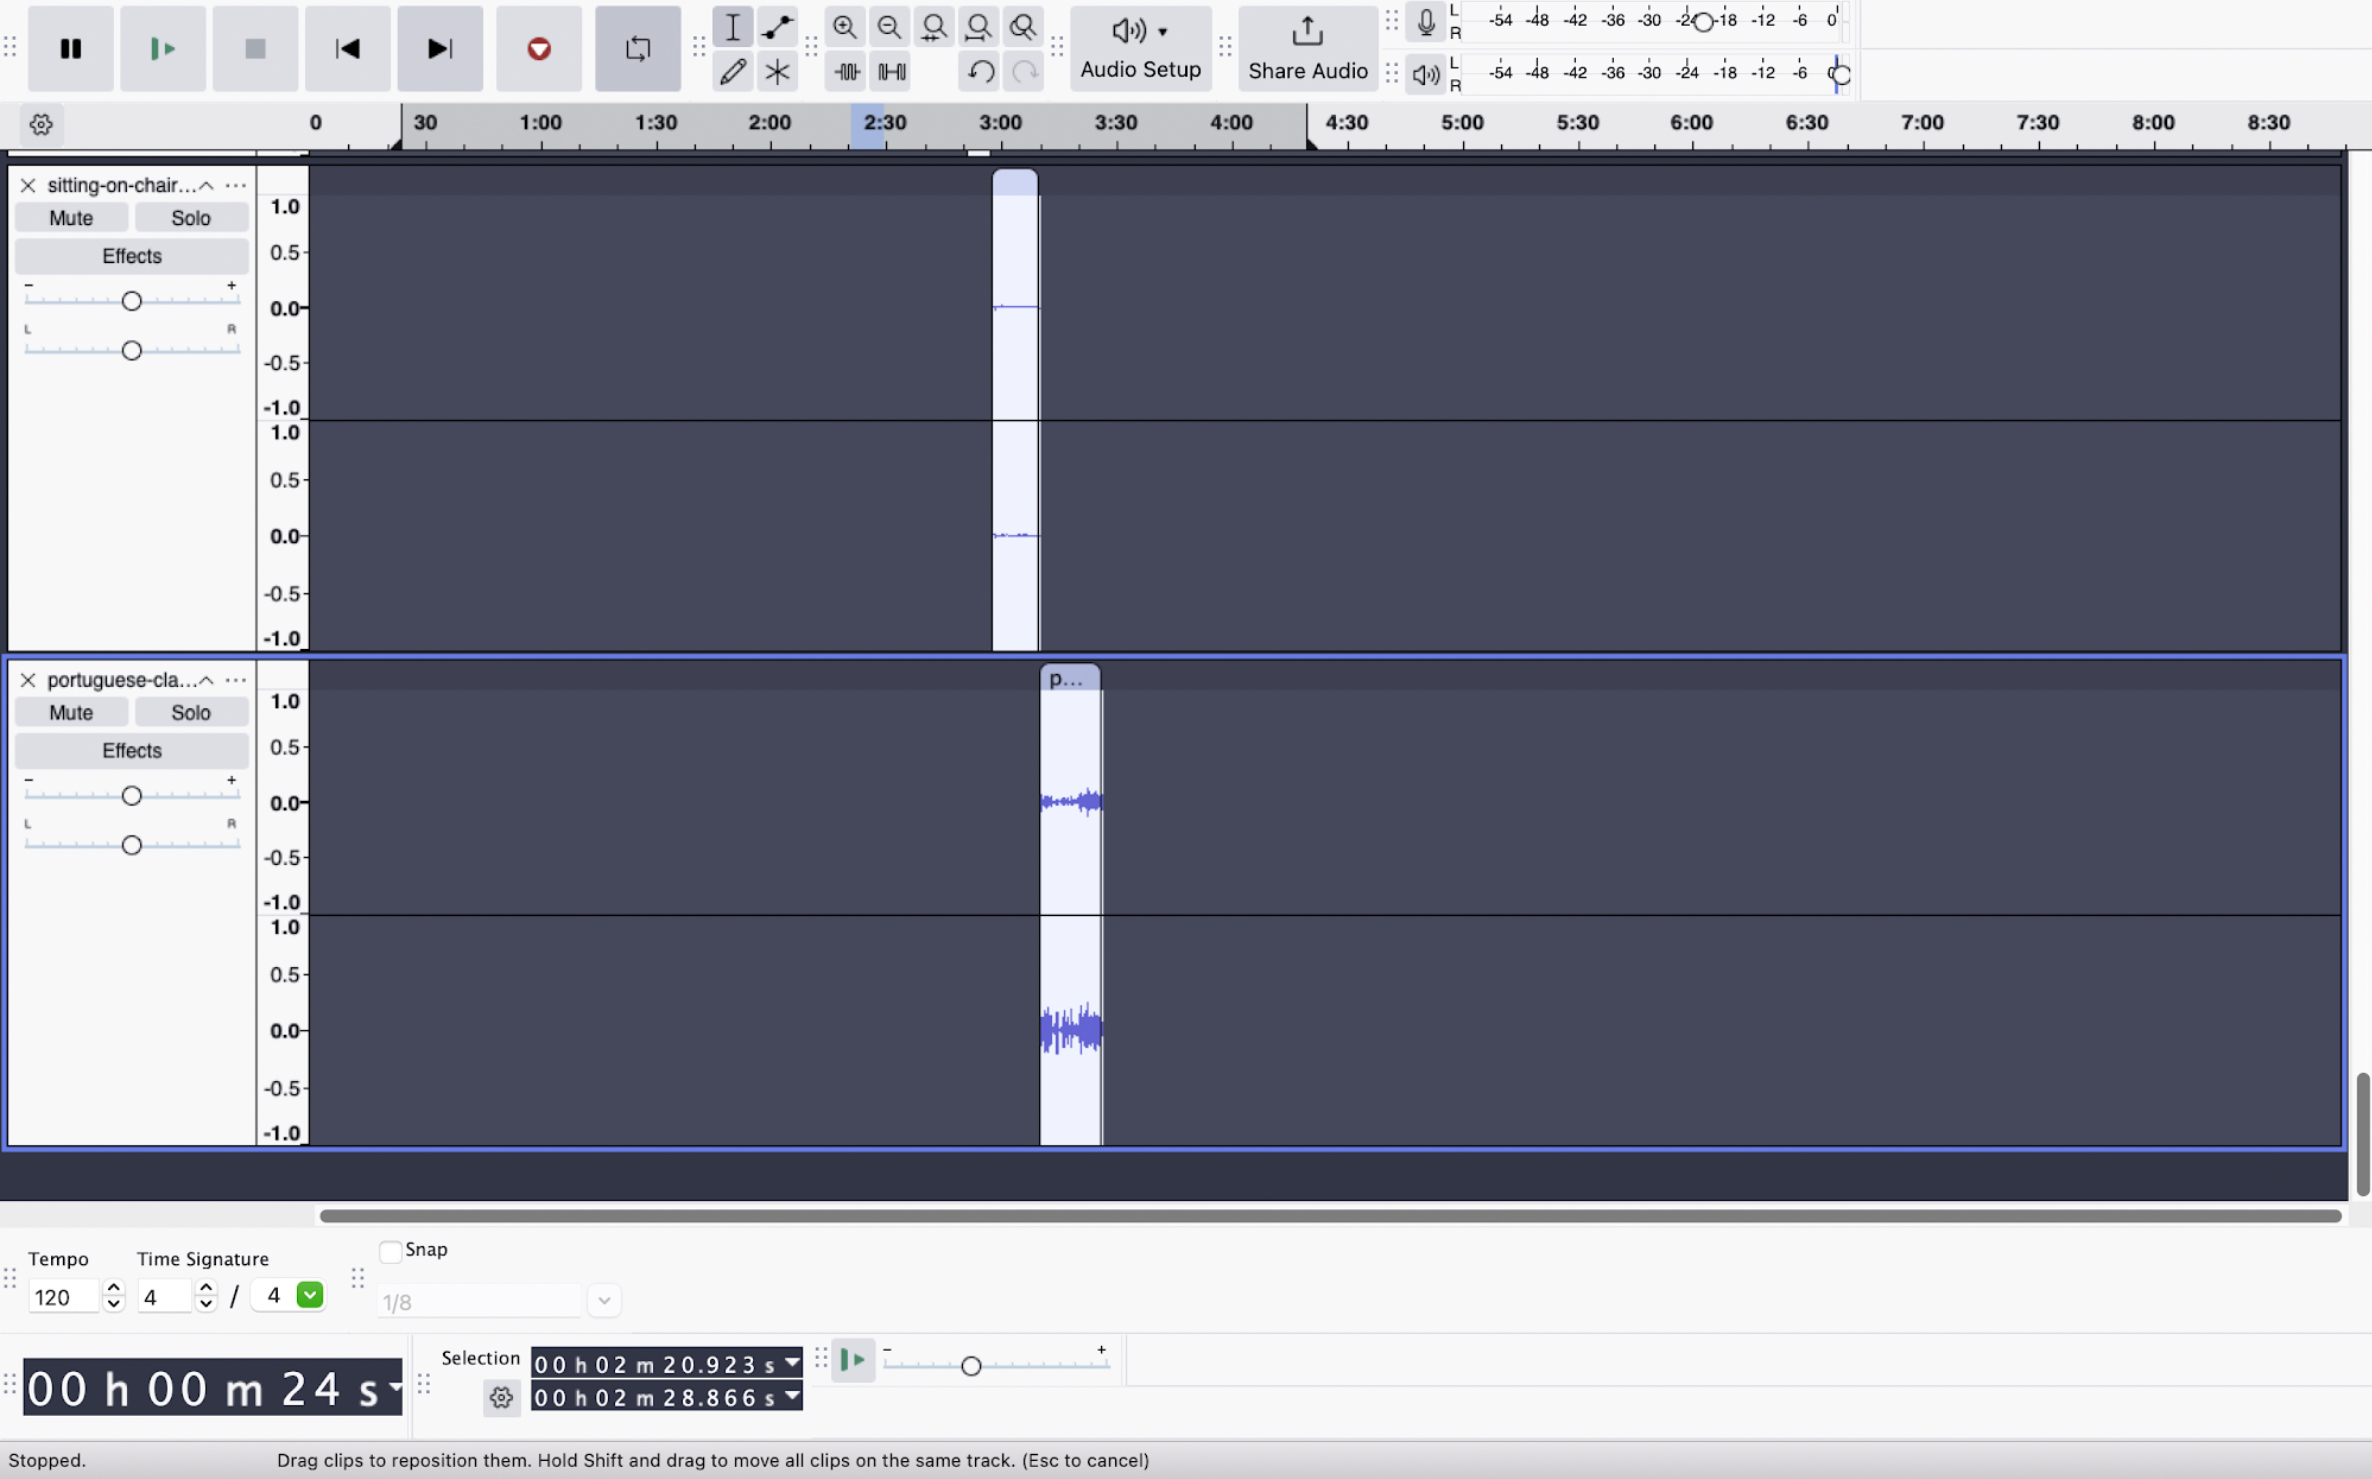 Audio Setup
Share Audio
L
R
-54 -48 -42 -36 -30 -24 -18 -12 -6 0
L
R
-54 -48 -42 -36 -30 -24 -18 -12 -6 0
0 30 1:00 1:30 2:00 2:30 3:00 3:30 4:00 4:30 5:00 5:30 6:00 6:30 7:00 7:30 8:00 8:30
sitting-on-chair...
Mute Solo
Effects
- +
L R
1.0
0.5
0.0
-0.5
-1.0
1.0
0.5
0.0
-0.5
-1.0
portuguese-cla...
p...
Mute Solo
Effects
- +
L R
1.0
0.5
0.0
-0.5
-1.0
1.0
0.5
0.0
-0.5
-1.0
Tempo
120
Time Signature
4 / 4
Snap
1/8
00 h 00 m 24 s
Selection
00 h 02 m 20.923 s
00 h 02 m 28.866 s
- +
Stopped.
Drag clips to reposition them. Hold Shift and drag to move all clips on the same track. (Esc to cancel)